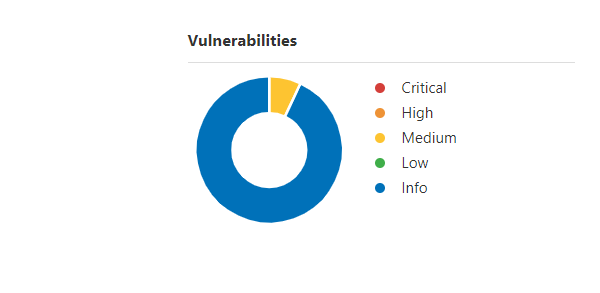 Vulnerabilities
Critical
High
Medium
Low
Info